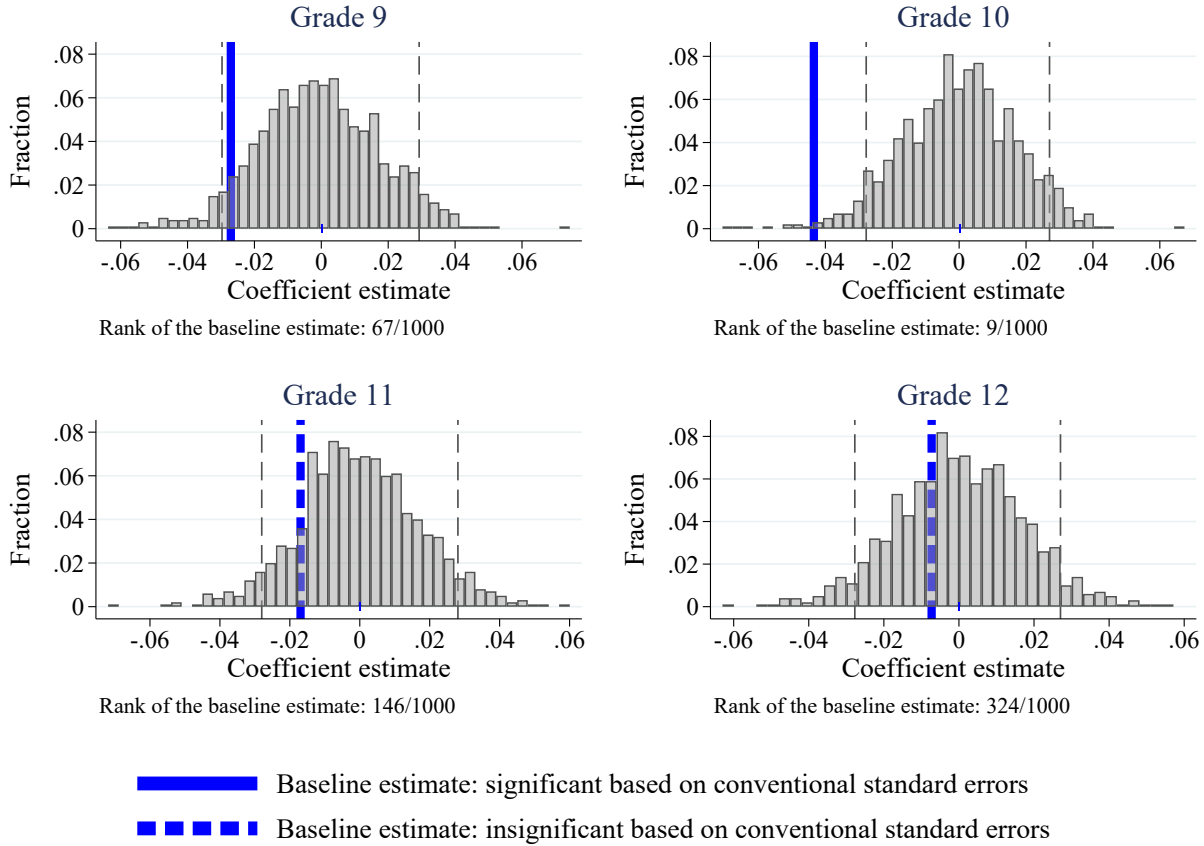 Grade 9
.08
.06
.04
.02
0
Fraction
-.06 -.04 -.02 0 .02 .04 .06
Coefficient estimate
Rank of the baseline estimate: 67/1000
Grade 10
.08
.06
.04
.02
0
Fraction
-.06 -.04 -.02 0 .02 .04 .06
Coefficient estimate
Rank of the baseline estimate: 9/1000
Grade 11
.08
.06
.04
.02
0
Fraction
-.06 -.04 -.02 0 .02 .04 .06
Coefficient estimate
Rank of the baseline estimate: 146/1000
Grade 12
.08
.06
.04
.02
0
Fraction
-.06 -.04 -.02 0 .02 .04 .06
Coefficient estimate
Rank of the baseline estimate: 324/1000
Baseline estimate: significant based on conventional standard errors
Baseline estimate: insignificant based on conventional standard errors